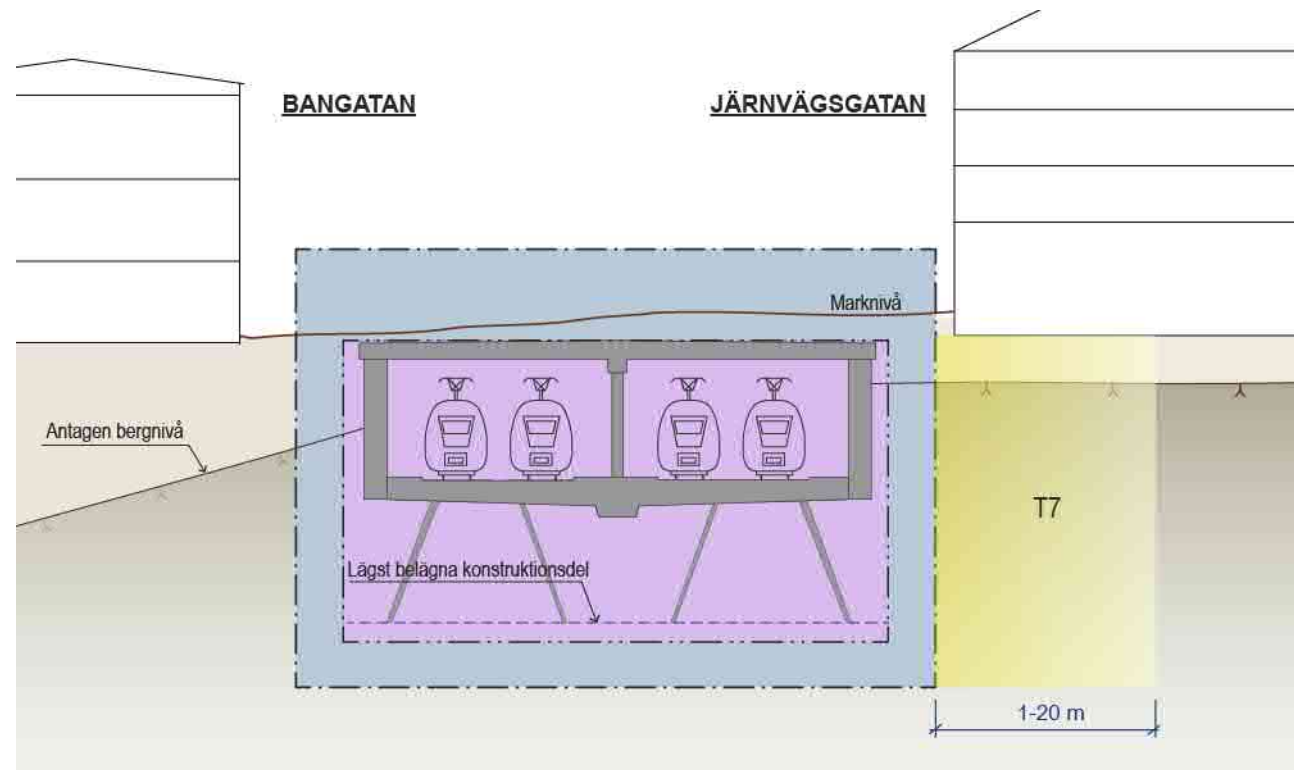 BANGATAN
JÄRNVÄGSGATAN
Marknivå
Antagen bergnivå
T7
Lägst belägna konstruktionsdel
1-20 m